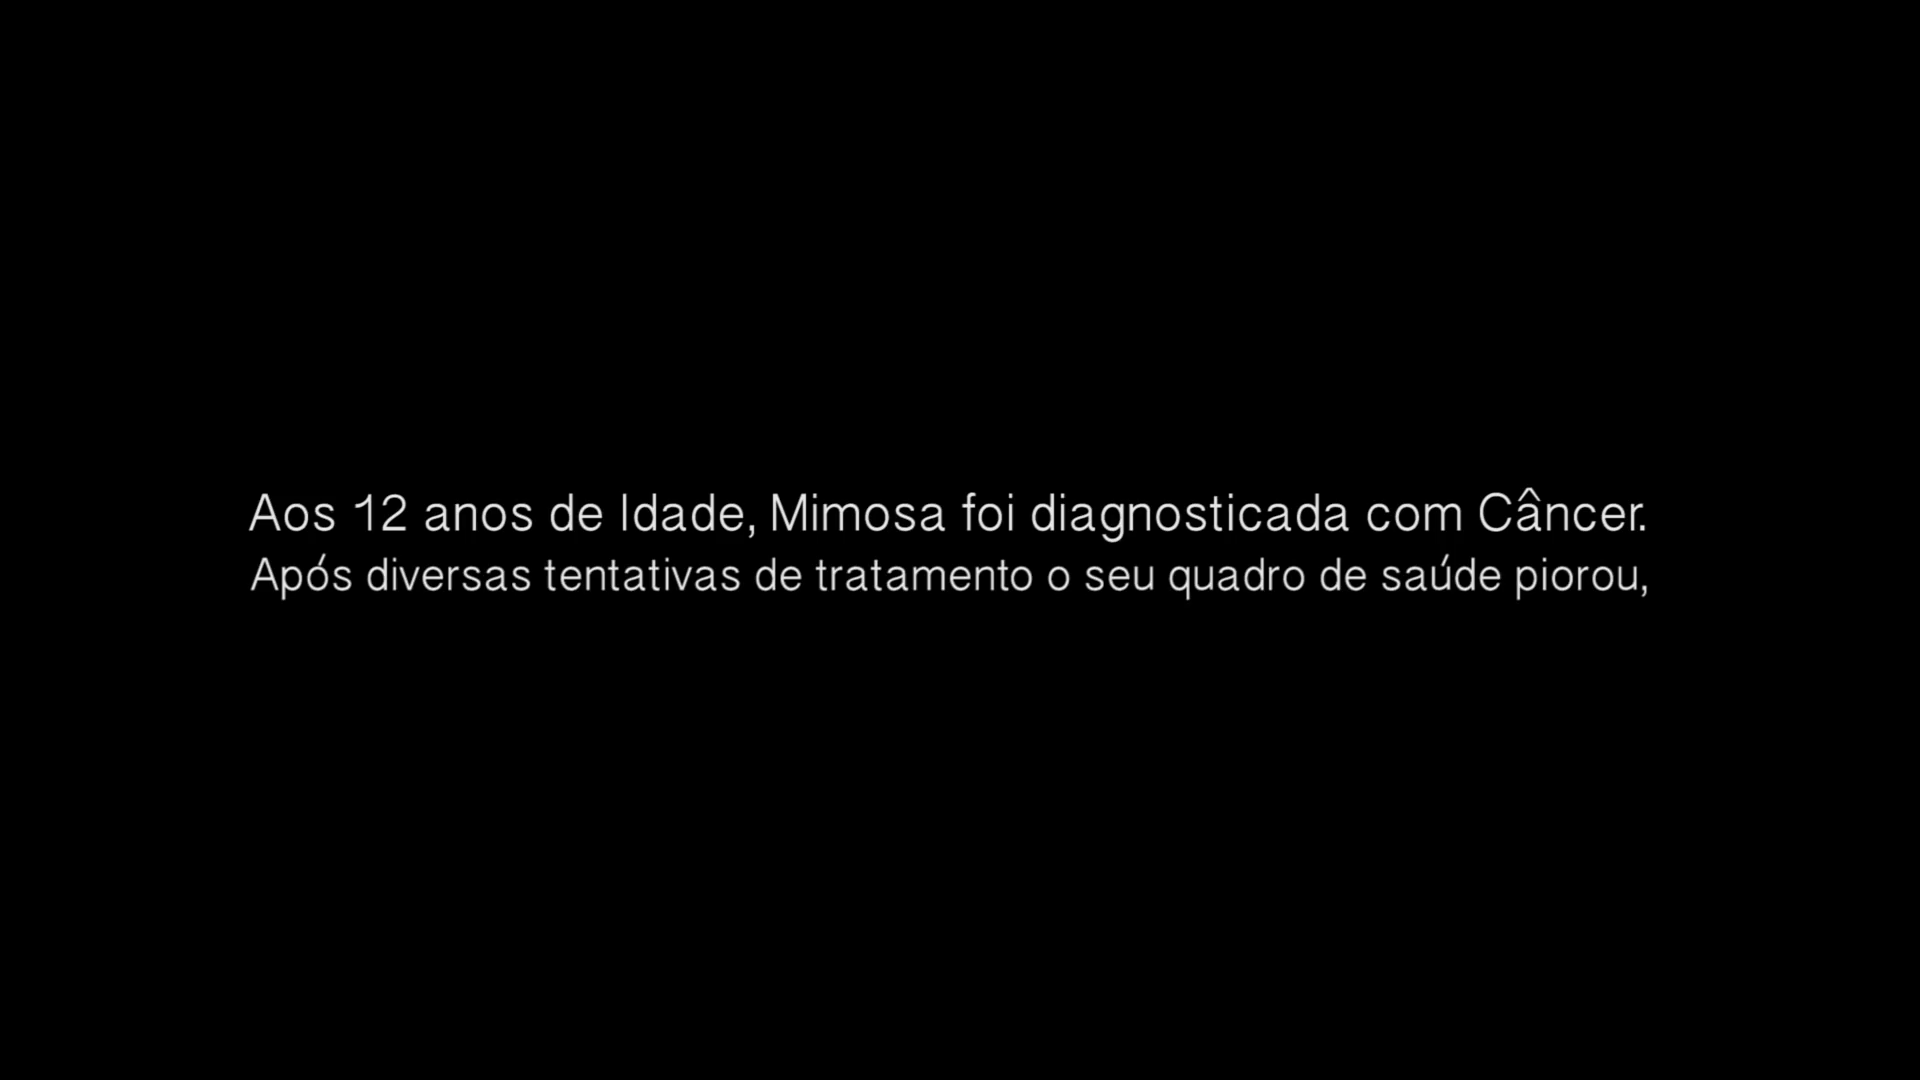 Aos 12 anos de Idade, Mimosa foi diagnosticada com Câncer.
Após diversas tentativas de tratamento o seu quadro de saúde piorou,